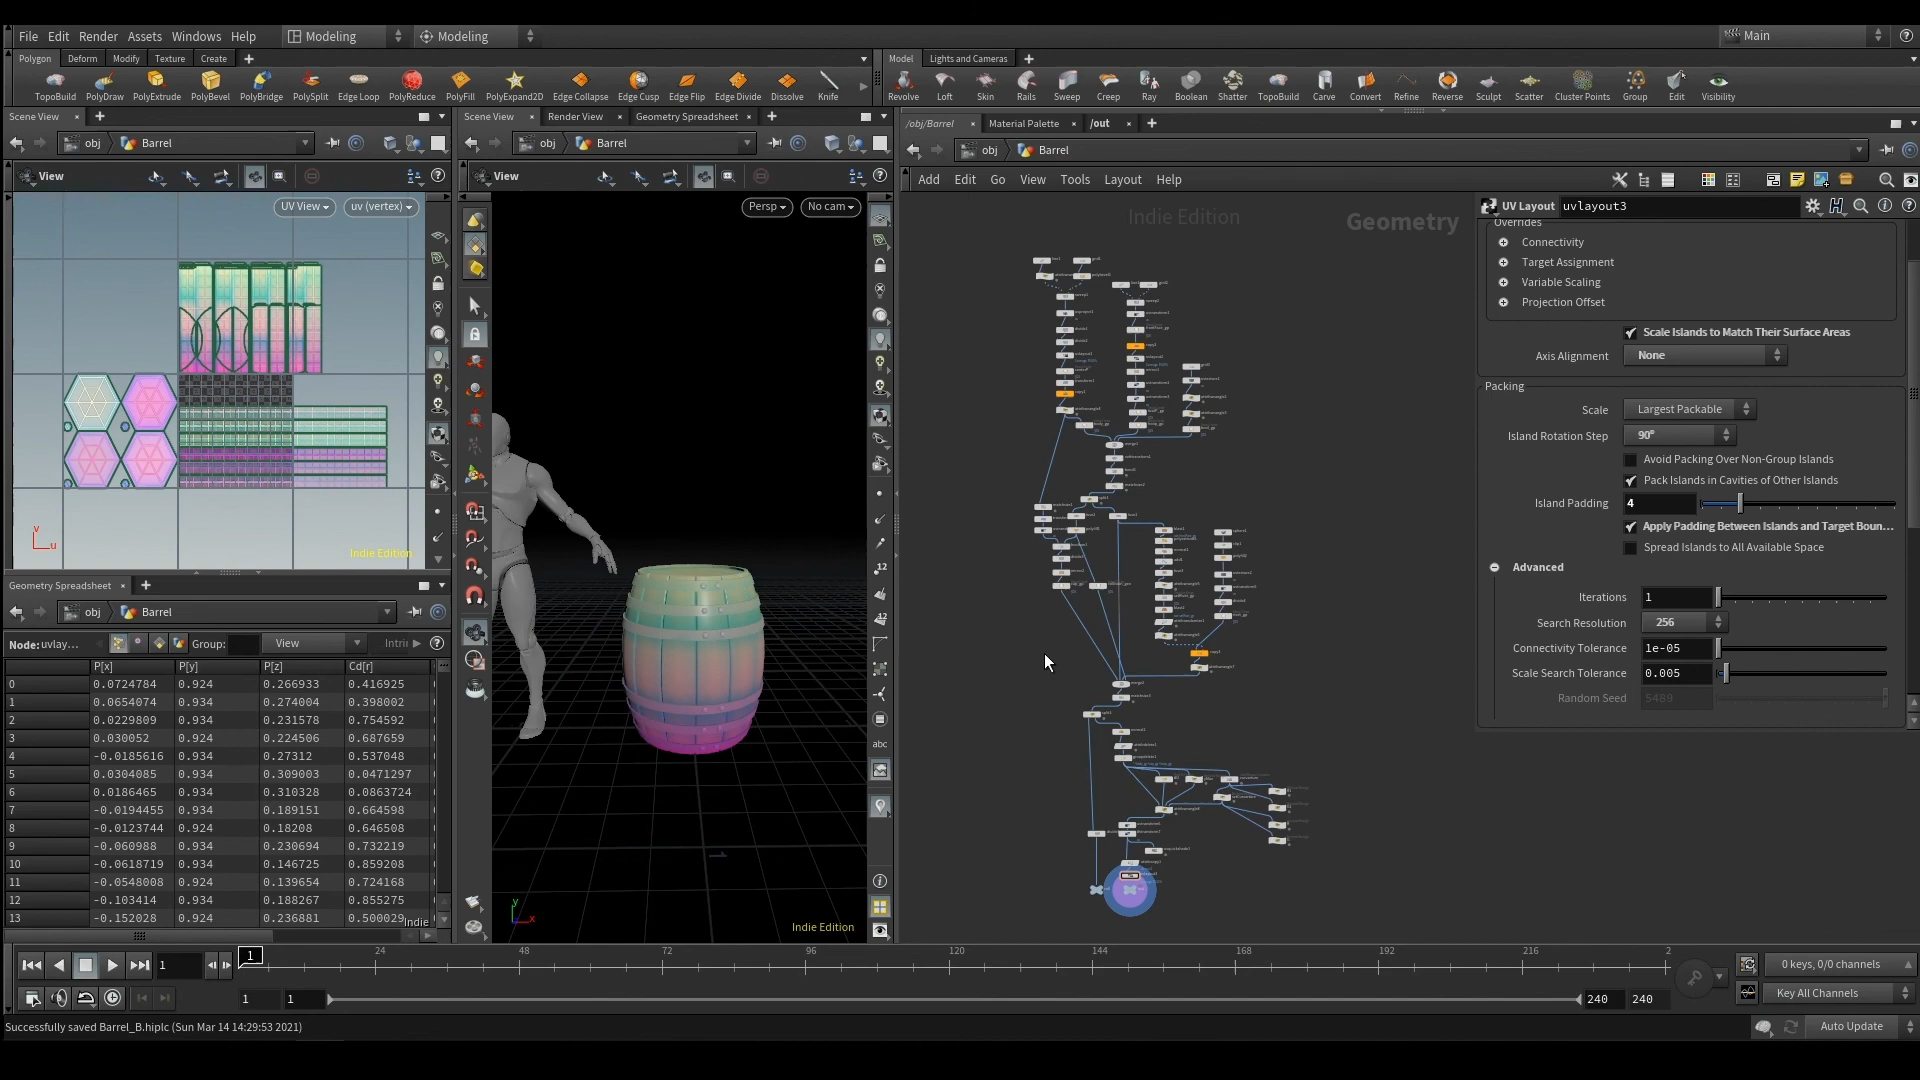 File Edit Render Assets Windows Help Modeling Modeling Main
Polygon Deform Modify Texture Create Model Lights and Cameras
TopoBuild PolyDraw PolyExtrude PolyBevel PolyBridge PolySplit Edge Loop PolyReduce PolyFill PolyExpand2D Edge Collapse Edge Cusp Edge Flip Edge Divide Dissolve Knife
Revolve Loft Skin Rails Sweep Creep Ray Boolean Shatter TopoBuild Carve Convert Refine Reverse Sculpt Scatter Cluster Points Group Edit Visibility
Scene View
obj Barrel
View
UV View uv (vertex)
v
u
Indie Edition
Scene View Render View Geometry Spreadsheet
obj Barrel
View
Persp No cam
12
12
12
abc
y
x
Indie Edition
Geometry Spreadsheet
obj Barrel
Node: uvlay... Group: View Intri
P[x] P[y] P[z] Cd[r]
0 0.0724784 0.924 0.266933 0.416925
1 0.0654074 0.934 0.274004 0.398002
2 0.0229809 0.934 0.231578 0.754592
3 0.030052 0.924 0.224506 0.687659
4 -0.0185616 0.934 0.27312 0.537048
5 0.0304085 0.934 0.309003 0.0471297
6 0.0186465 0.934 0.310328 0.0863724
7 -0.0194455 0.934 0.189151 0.664598
8 -0.0123744 0.924 0.18208 0.646508
9 -0.060988 0.934 0.230694 0.732219
10 -0.0618719 0.934 0.146725 0.859208
11 -0.0548008 0.924 0.139654 0.724168
12 -0.103414 0.934 0.188267 0.855275
13 -0.152028 0.924 0.236881 0.500029
Indie
/obj/Barrel Material Palette /out
obj Barrel
Add Edit Go View Tools Layout Help
Indie Edition Geometry
UV Layout uvlayout3
Overrides
Connectivity
Target Assignment
Variable Scaling
Projection Offset
Scale Islands to Match Their Surface Areas
Axis Alignment None
Packing
Scale Largest Packable
Island Rotation Step 90°
Avoid Packing Over Non-Group Islands
Pack Islands in Cavities of Other Islands
Island Padding 4
Apply Padding Between Islands and Target Boun...
Spread Islands to All Available Space
Advanced
Iterations 1
Search Resolution 256
Connectivity Tolerance 1e-05
Scale Search Tolerance 0.005
Random Seed 5489
1 1 24 48 72 96 120 144 168 192 216 2
0 keys, 0/0 channels
1 1 240 240 Key All Channels
Successfully saved Barrel_B.hiplc (Sun Mar 14 14:29:53 2021)
Auto Update